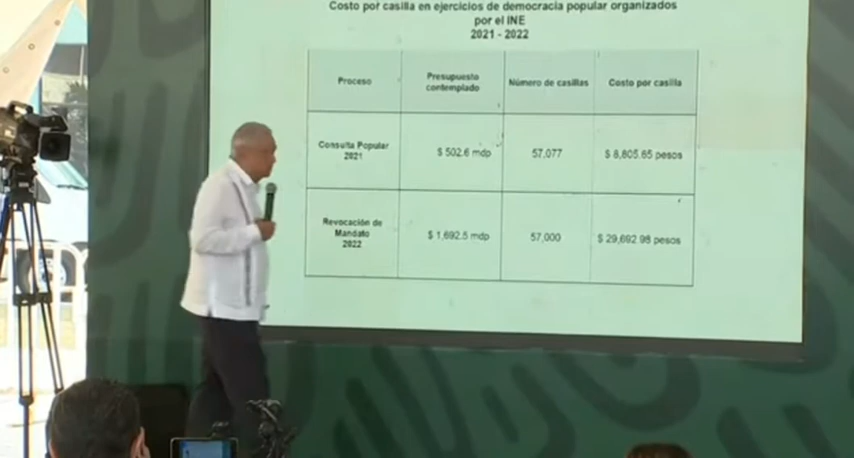 Costo por casilla en ejercicios de democracia popular organizados
por el INE
2021 - 2022
Proceso
Presupuesto
contemplado
Número de casillas
Costo por casilla
Consulta Popular
2021
$ 502.6 mdp
57,077
$ 8,805.65 pesos
Revocación de
Mandato
2022
$ 1,692.5 mdp
57,000
$ 29,692.98 pesos